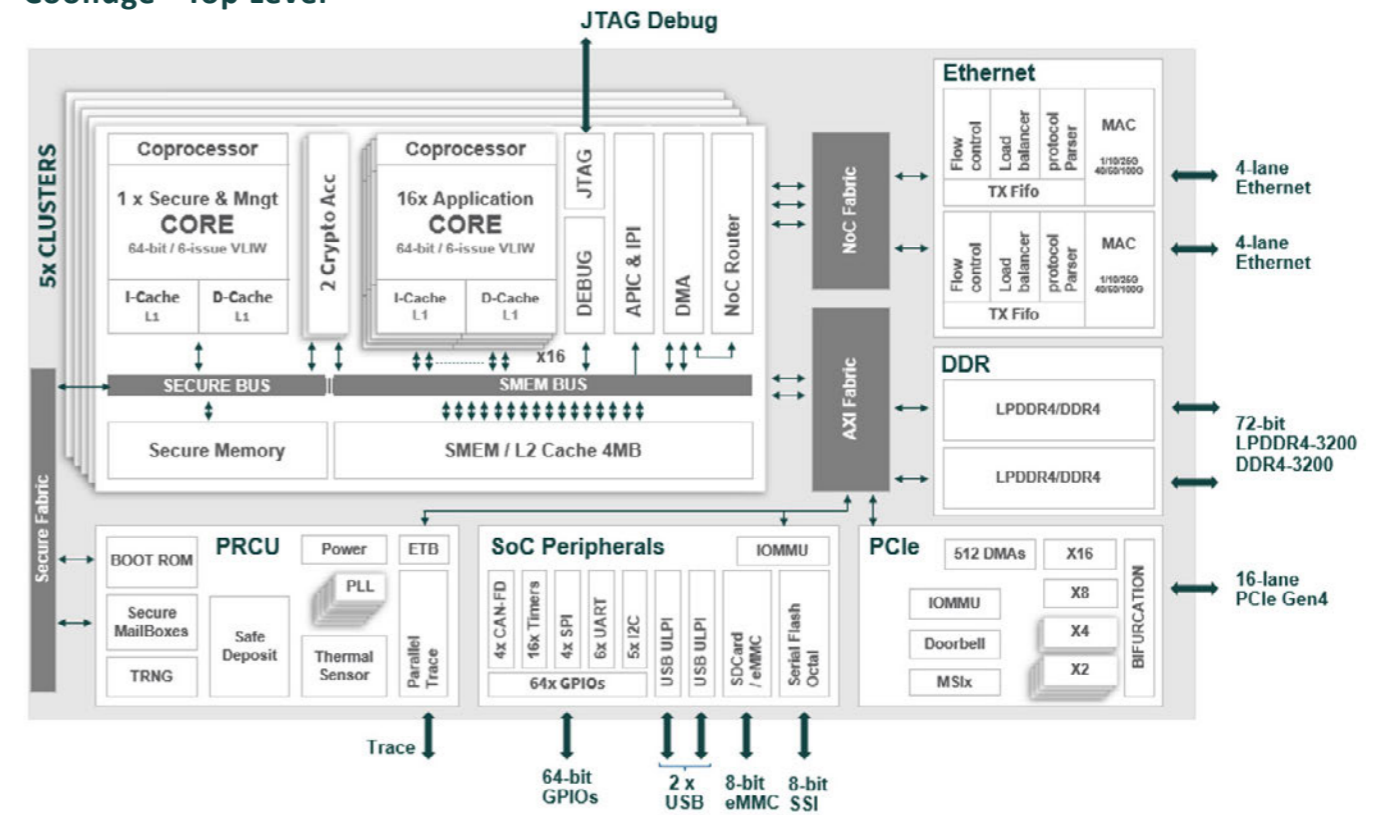 Coolidge - Top Level
JTAG Debug
5x CLUSTERS
Coprocessor
1 x Secure & Mngt
CORE
64-bit / 6-issue VLIW
I-Cache
L1
D-Cache
L1
2 Crypto Acc
Coprocessor
16x Application
CORE
64-bit / 6-issue VLIW
I-Cache
L1
D-Cache
L1
x16
JTAG
DEBUG
APIC & IPI
DMA
NoC Router
SECURE BUS
SMEM BUS
Secure Memory
SMEM / L2 Cache 4MB
Secure Fabric
NoC Fabric
AXI Fabric
Ethernet
Flow
control
Load
balancer
protocol
Parser
MAC
1/10/25G
40/50/100G
TX Fifo
Flow
control
Load
balancer
protocol
Parser
MAC
1/10/25G
40/50/100G
TX Fifo
4-lane
Ethernet
4-lane
Ethernet
DDR
LPDDR4/DDR4
LPDDR4/DDR4
72-bit
LPDDR4-3200
DDR4-3200
PRCU
BOOT ROM
Secure
MailBoxes
TRNG
Safe
Deposit
Power
PLL
Thermal
Sensor
ETB
Parallel
Trace
Trace
SoC Peripherals
IOMMU
4x CAN-FD
16x Timers
4x SPI
6x UART
5x I2C
64x GPIOs
USB ULPI
USB ULPI
SDCard
/ eMMC
Serial Flash
Octal
64-bit
GPIOs
2 x
USB
8-bit
eMMC
8-bit
SSI
PCIe
512 DMAs
IOMMU
Doorbell
MSIx
X16
X8
X4
X2
BIFURCATION
16-lane
PCIe Gen4